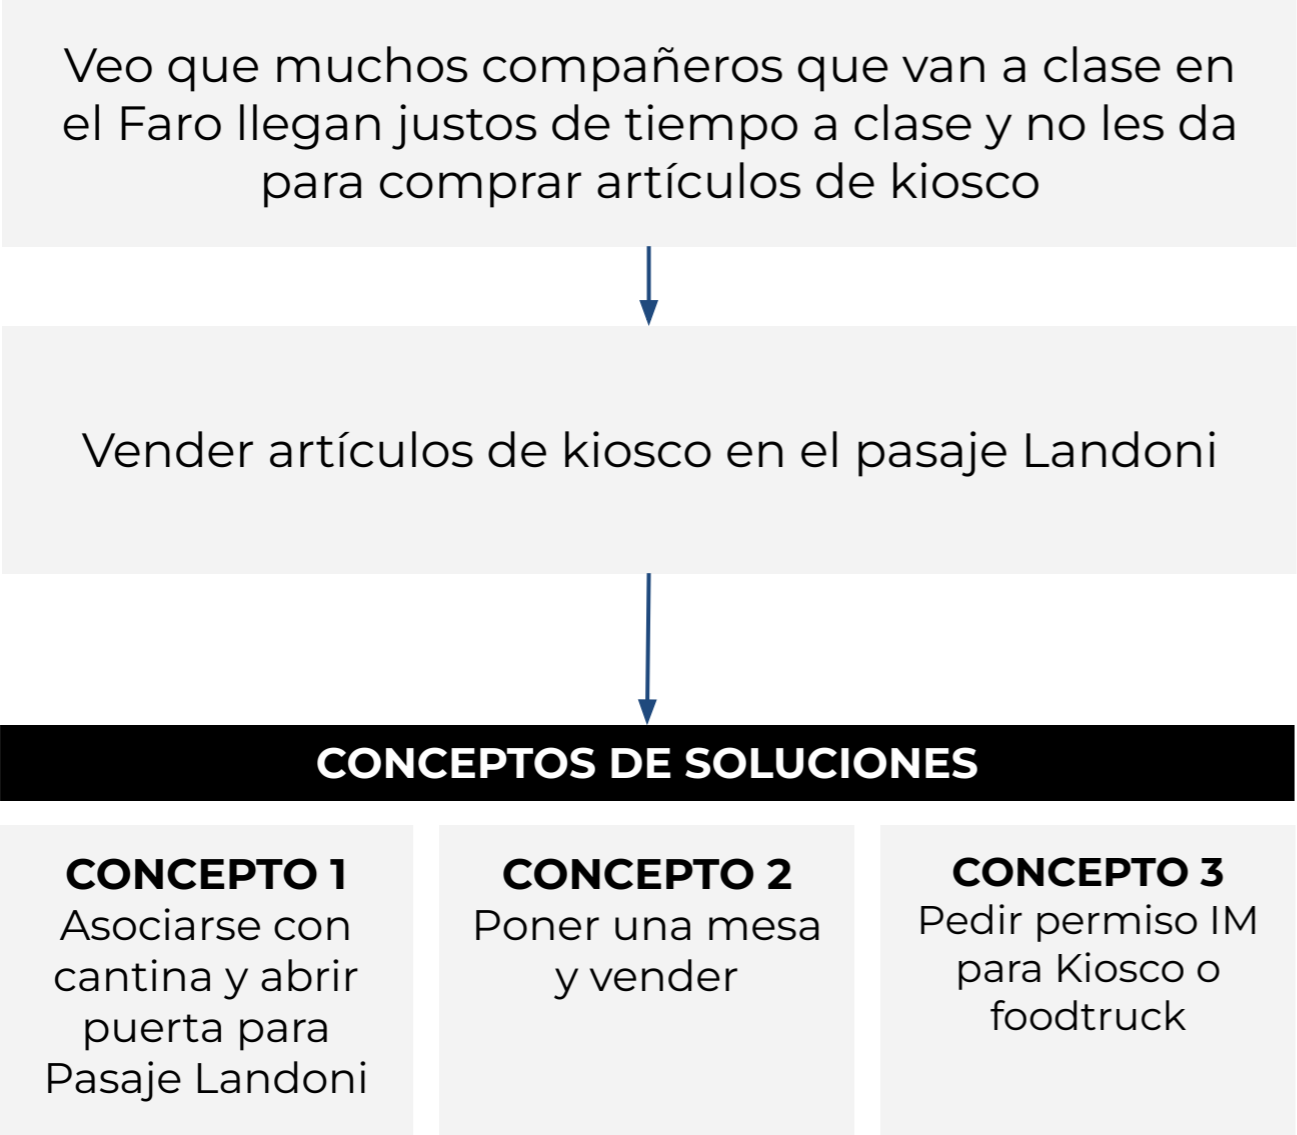 Veo que muchos compañeros que van a clase en
el Faro llegan justos de tiempo a clase y no les da
para comprar artículos de kiosco
Vender artículos de kiosco en el pasaje Landoni
CONCEPTOS DE SOLUCIONES
CONCEPTO 1
Asociarse con
cantina y abrir
puerta para
Pasaje Landoni
CONCEPTO 2
Poner una mesa
y vender
CONCEPTO 3
Pedir permiso IM
para Kiosco o
foodtruck